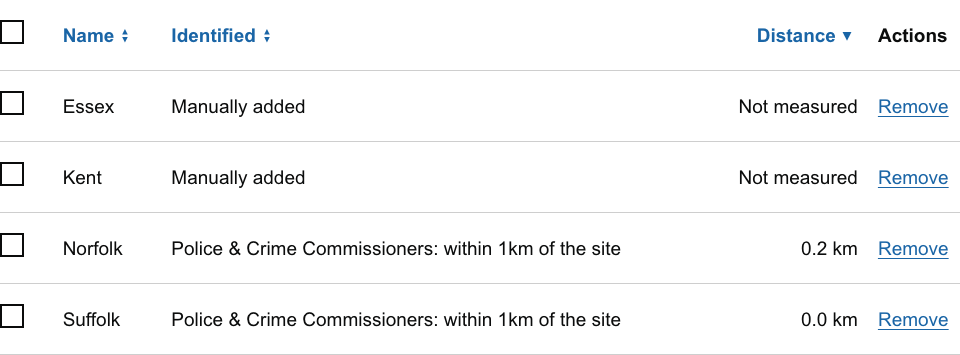 Name Identified Distance ▼ Actions
Essex Manually added Not measured Remove
Kent Manually added Not measured Remove
Norfolk Police & Crime Commissioners: within 1km of the site 0.2 km Remove
Suffolk Police & Crime Commissioners: within 1km of the site 0.0 km Remove